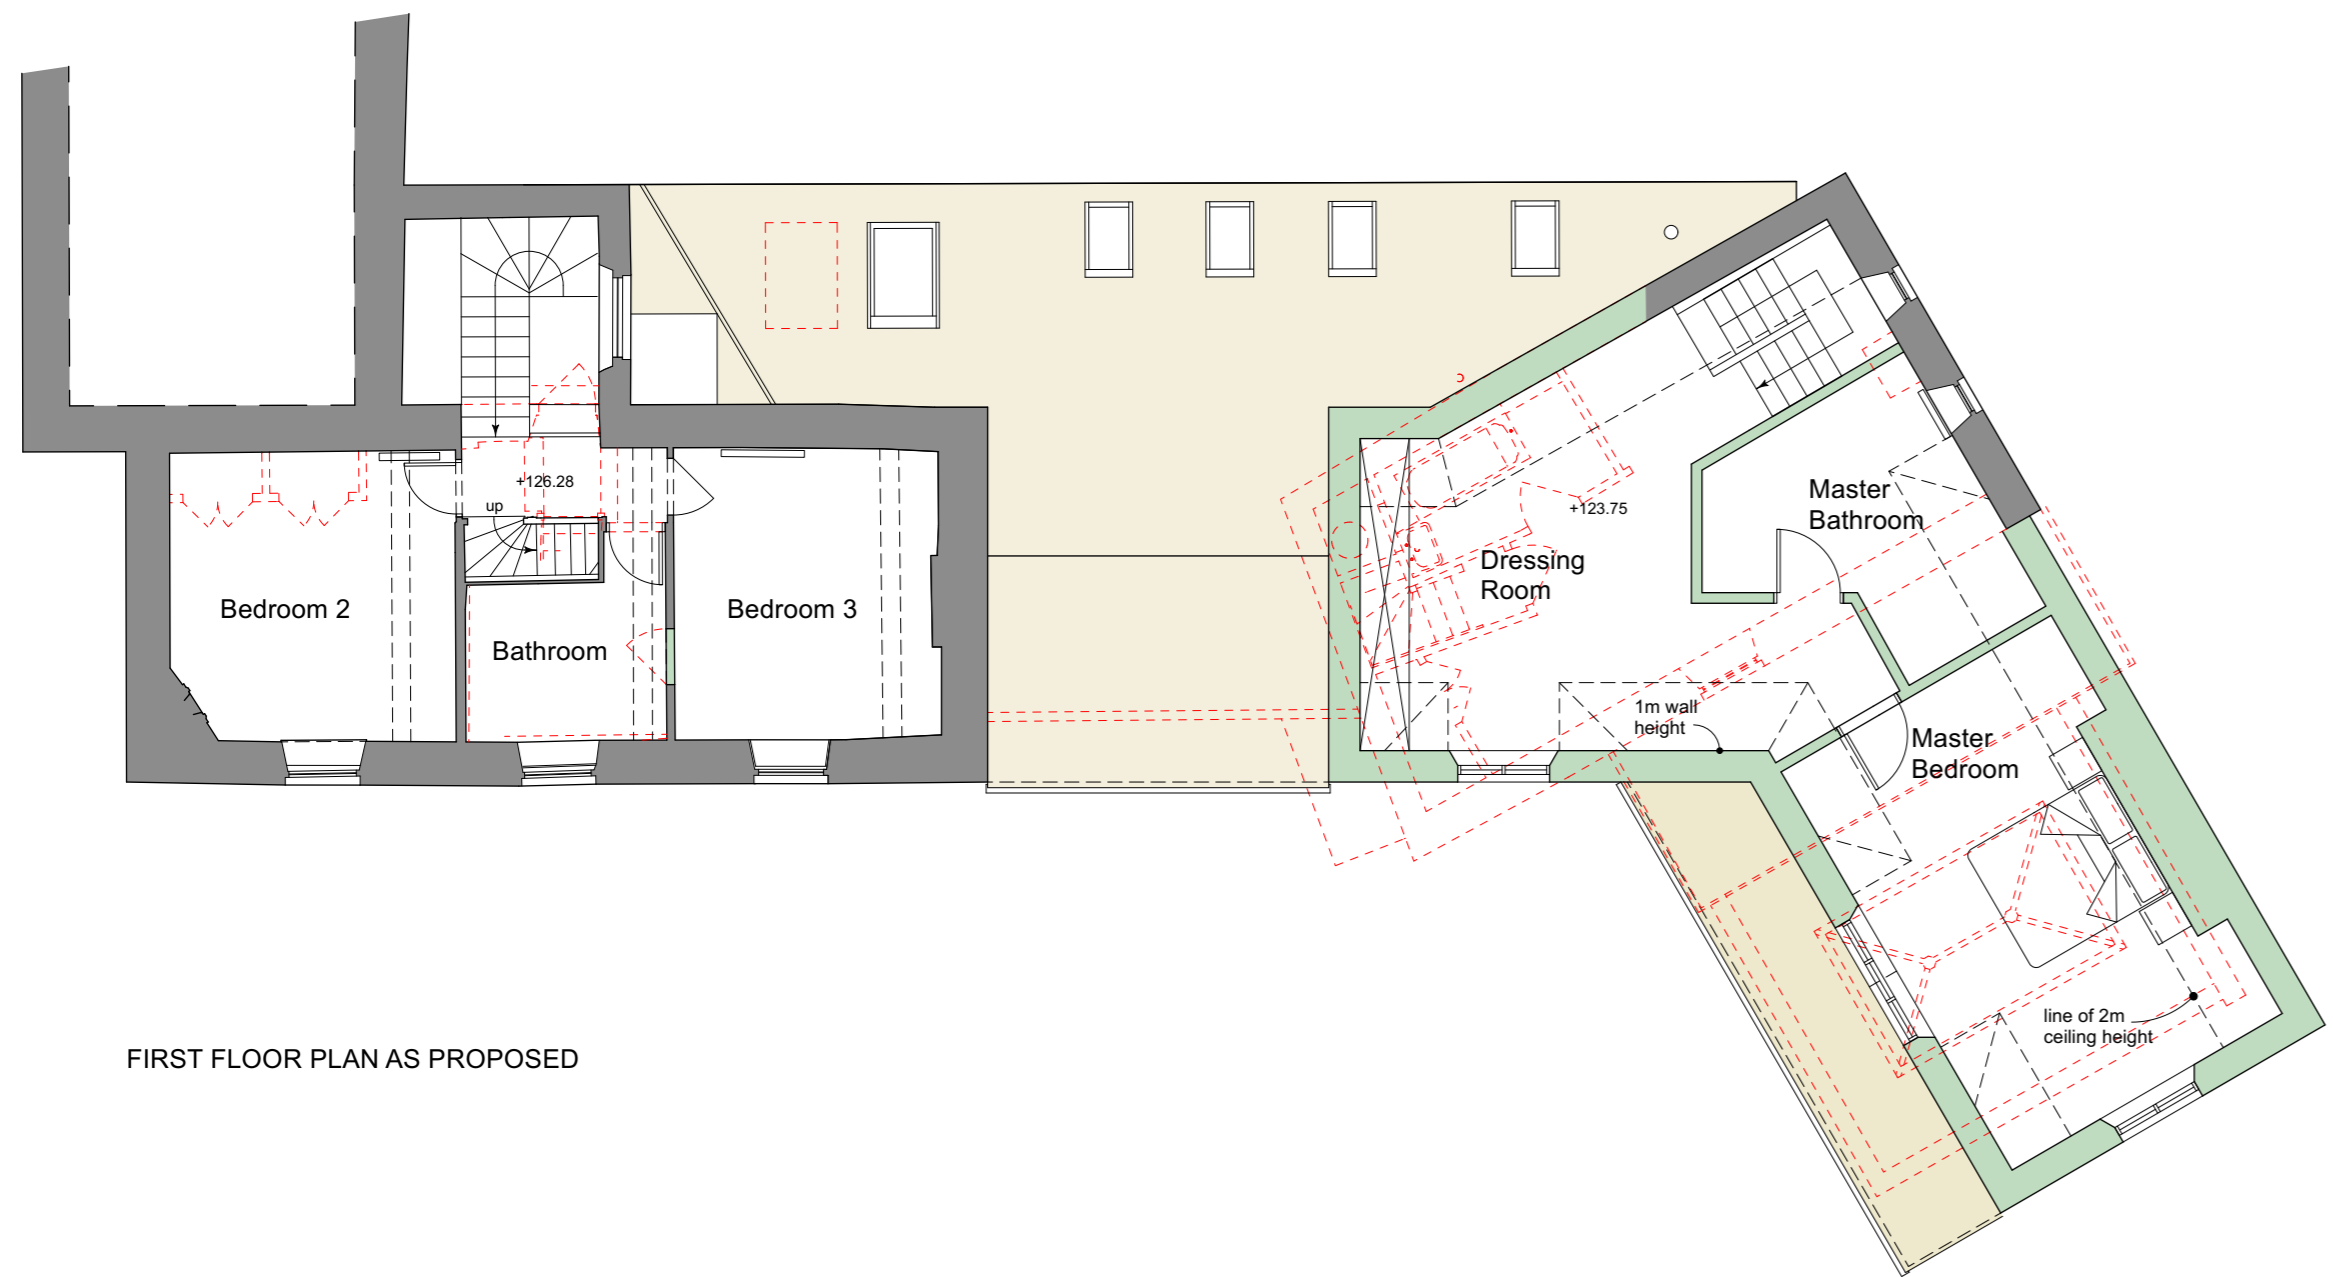 +126.28
up
Bedroom 2
Bathroom
Bedroom 3
+123.75
Dressing
Room
Master
Bathroom
1m wall
height
Master
Bedroom
line of 2m
ceiling height
FIRST FLOOR PLAN AS PROPOSED